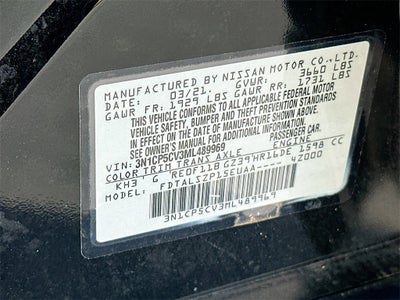 MANUFACTURED BY NISSAN MOTOR CO., LTD.
DATE: 03/21. GVWR: 3660 LBS
GAWR FR: 1929 LBS GAWR RR: 1731 LBS
THIS VEHICLE CONFORMS TO ALL APPLICABLE FEDERAL MOTOR
VEHICLE SAFETY, BUMPER AND THEFT PREVENTION STANDARDS
IN EFFECT ON THE DATE OF MANUFACTURE SHOWN ABOVE.
SEE OWNER'S MANUAL FOR ADDITIONAL INFORMATION
VIN: 3N1CP5CV3ML489969 PASSENGER CAR
COLOR TRIM TRANS AXLE ENGINE
KH3 G RE0F11B GZ39 HR16DE 1598 CC
FDTALSZP15EUAA---- 42000
3N1CP5CV3ML489969